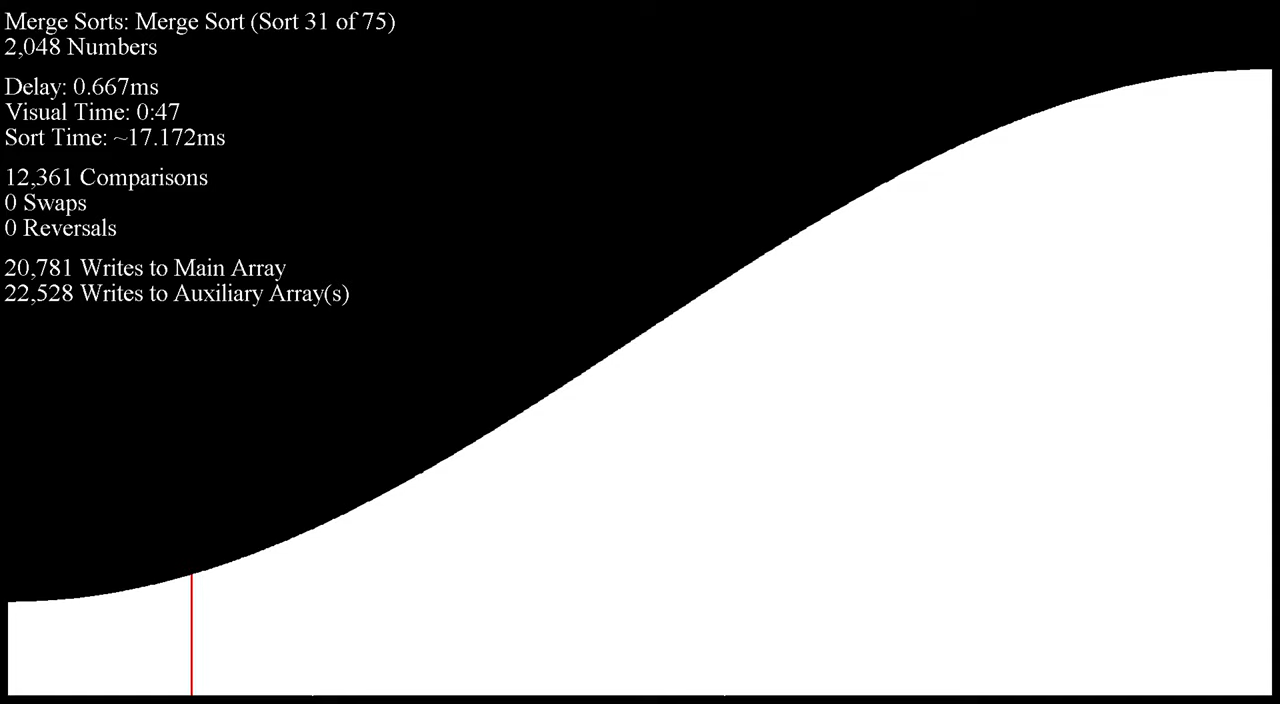 Merge Sorts: Merge Sort (Sort 31 of 75)
2,048 Numbers
Delay: 0.667ms
Visual Time: 0:47
Sort Time: ~17.172ms
12,361 Comparisons
0 Swaps
0 Reversals
20,781 Writes to Main Array
22,528 Writes to Auxiliary Array(s)